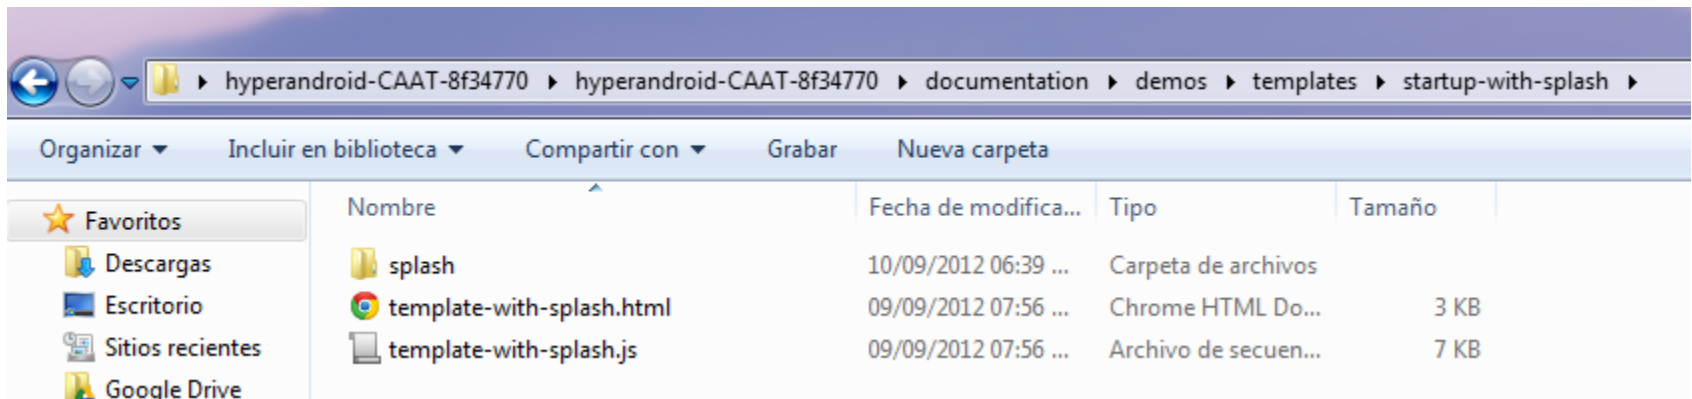 hyperandroid-CAAT-8f34770 hyperandroid-CAAT-8f34770 documentation demos templates startup-with-splash
Organizar Incluir en biblioteca Compartir con Grabar Nueva carpeta
Nombre Fecha de modifica... Tipo Tamaño
Favoritos
Descargas
splash 10/09/2012 06:39 ... Carpeta de archivos
Escritorio
template-with-splash.html 09/09/2012 07:56 ... Chrome HTML Do... 3 KB
Sitios recientes
template-with-splash.js 09/09/2012 07:56 ... Archivo de secuen... 7 KB
Google Drive